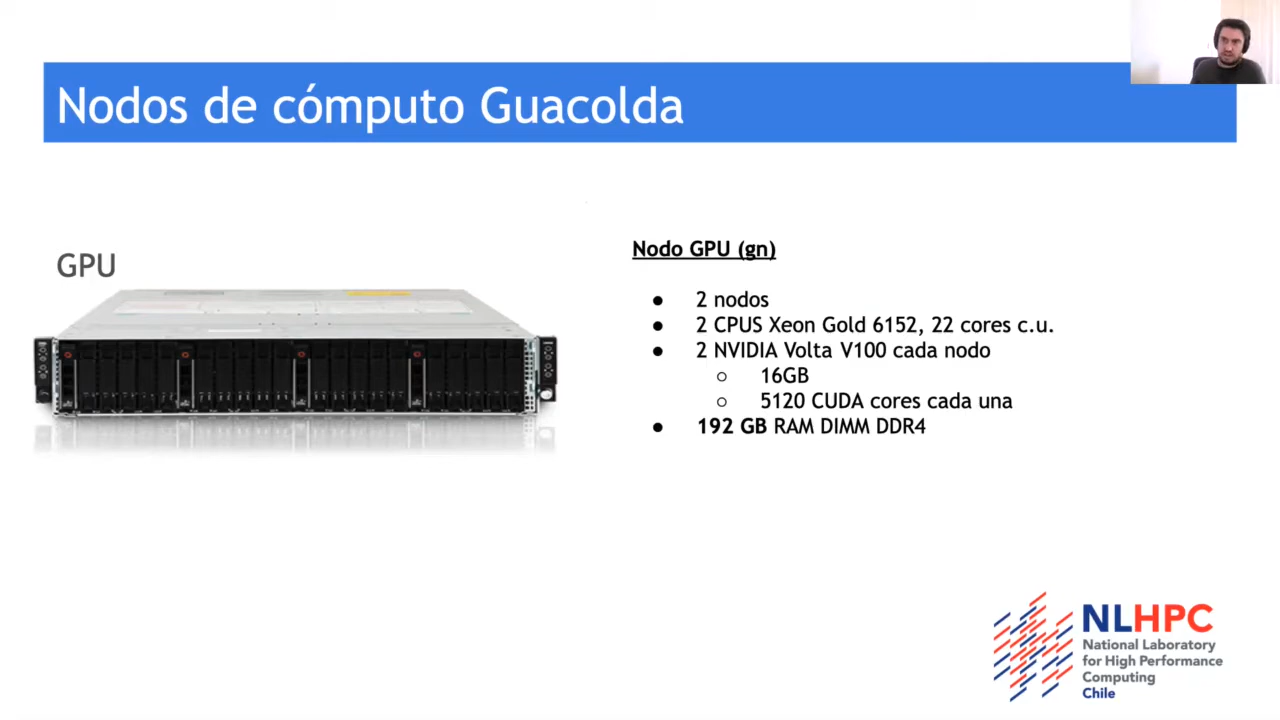 Nodos de cómputo Guacolda
GPU
Nodo GPU (gn)
● 2 nodos
● 2 CPUS Xeon Gold 6152, 22 cores c.u.
● 2 NVIDIA Volta V100 cada nodo
○ 16GB
○ 5120 CUDA cores cada una
● 192 GB RAM DIMM DDR4
NLHPC
National Laboratory
for High Performance
Computing
Chile